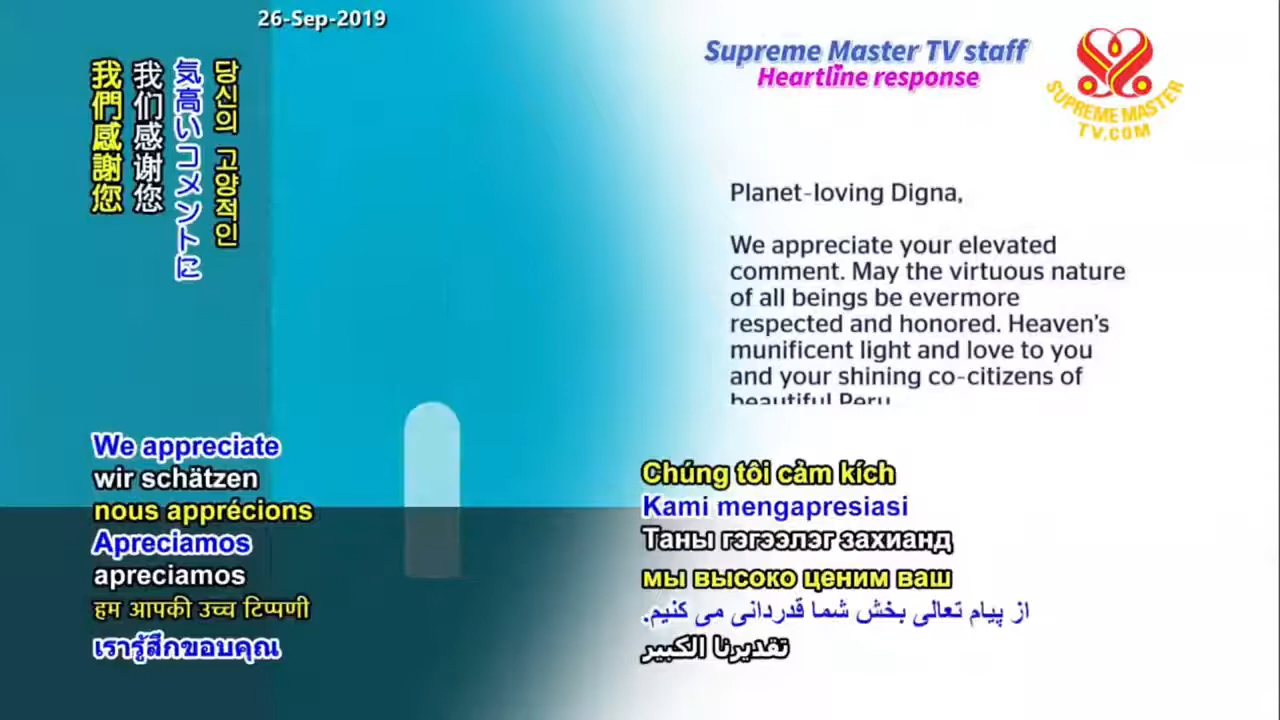 26-Sep-2019
Supreme Master TV staff
Heartline response
SUPREME MASTER
TV.COM
我們感謝您
我们感谢您
気高いコメントに
당신의 고양적인
Planet-loving Digna,
We appreciate your elevated
comment. May the virtuous nature
of all beings be evermore
respected and honored. Heaven's
munificent light and love to you
and your shining co-citizens of
beautiful Peru
We appreciate
wir schätzen
nous apprécions
Apreciamos
apreciamos
हम आपकी उच्च टिप्पणी
เรารู้สึกขอบคุณ
Chúng tôi cảm kích
Kami mengapresiasi
Таны гэгээлэг захианд
мы высоко ценим ваш
از پیام تعالی بخش شما قدردانی می کنیم.
تقديرنا الكبير